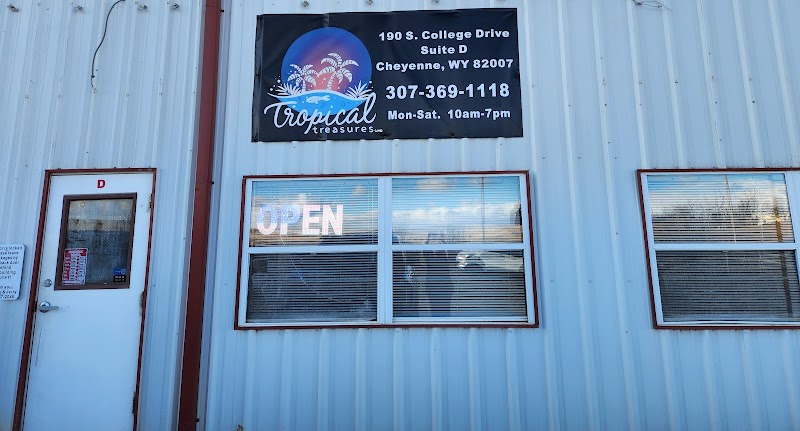 190 S. College Drive
Suite D
Cheyenne, WY 82007
307-369-1118
Mon-Sat. 10am-7pm
Tropical
treasures
OPEN
D